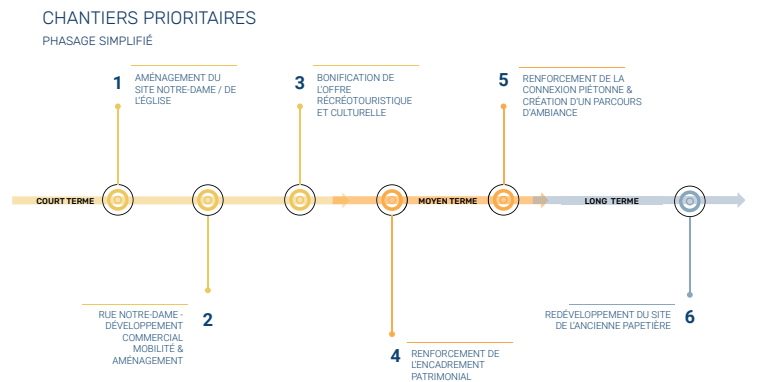 CHANTIERS PRIORITAIRES
PHASAGE SIMPLIFIÉ
1
AMÉNAGEMENT DU
SITE NOTRE-DAME / DE
L'ÉGLISE
3
BONIFICATION DE
L'OFFRE
RÉCRÉOTOURISTIQUE
ET CULTURELLE
5
RENFORCEMENT DE LA
CONNEXION PIÉTONNE &
CRÉATION D'UN PARCOURS
D'AMBIANCE
COURT TERME
MOYEN TERME
LONG TERME
RUE NOTRE-DAME -
DÉVELOPPEMENT
COMMERCIAL
MOBILITÉ &
AMÉNAGEMENT
2
4
RENFORCEMENT DE
L'ENCADREMENT
PATRIMONIAL
REDÉVELOPPEMENT DU SITE
DE L'ANCIENNE PAPETIÈRE
6